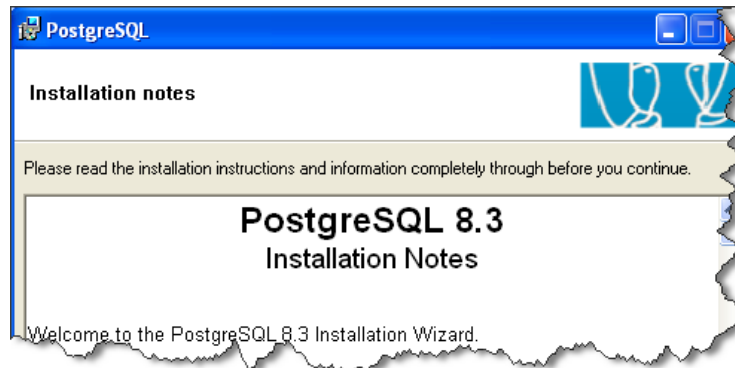 PostgreSQL
Installation notes
Please read the installation instructions and information completely through before you continue.
PostgreSQL 8.3
Installation Notes
Welcome to the PostgreSQL 8.3 Installation Wizard.